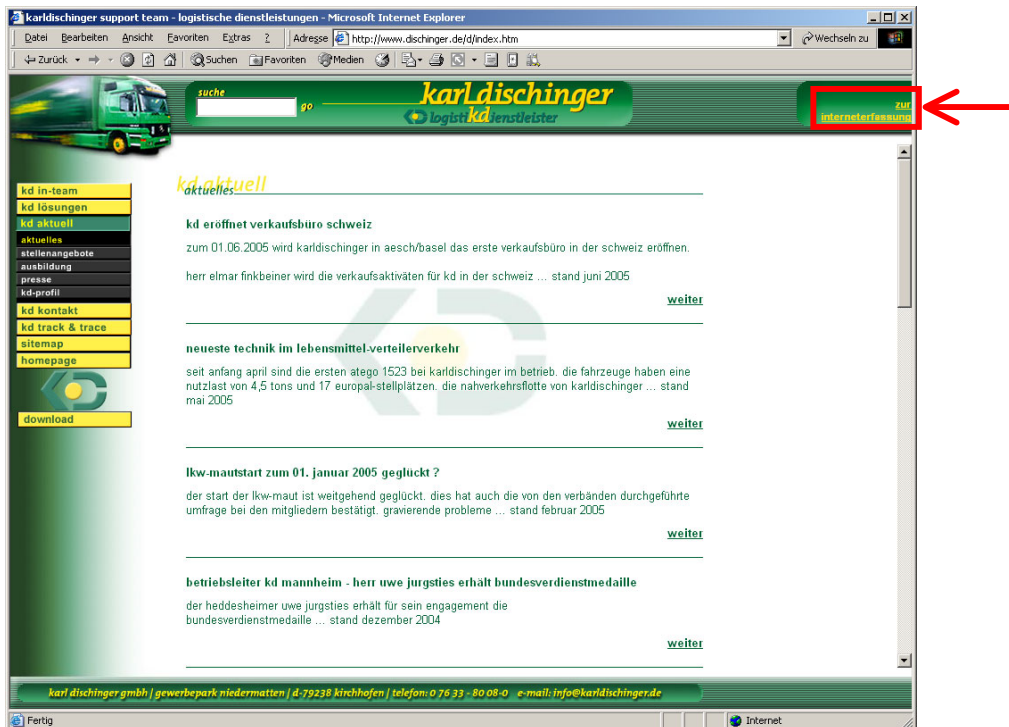 karldischinger support team - logistische dienstleistungen - Microsoft Internet Explorer
Datei Bearbeiten Ansicht Favoriten Extras ? Adresse http://www.dischinger.de/d/index.htm Wechseln zu
Zurück Suchen Favoriten Medien
suche
go
karldischinger
logistikdienstleister
zur
interneterfassung
kd in-team
kd lösungen
kd aktuell
aktuelles
stellenangebote
ausbildung
presse
kd-profil
kd kontakt
kd track & trace
sitemap
homepage
download
kd aktuell
aktuelles
kd eröffnet verkaufsbüro schweiz
zum 01.06.2005 wird karldischinger in aesch/basel das erste verkaufsbüro in der schweiz eröffnen.
herr elmar finkbeiner wird die verkaufsaktiväten für kd in der schweiz ... stand juni 2005
weiter
neueste technik im lebensmittel-verteilerverkehr
seit anfang april sind die ersten atego 1523 bei karldischinger im betrieb. die fahrzeuge haben eine
nutzlast von 4,5 tons und 17 europal-stellplätzen. die nahverkehrsflotte von karldischinger ... stand
mai 2005
weiter
lkw-mautstart zum 01. januar 2005 geglückt ?
der start der lkw-maut ist weitgehend geglückt. dies hat auch die von den verbänden durchgeführte
umfrage bei den mitgliedern bestätigt. gravierende probleme ... stand februar 2005
weiter
betriebsleiter kd mannheim - herr uwe jurgsties erhält bundesverdienstmedaille
der heddesheimer uwe jurgsties erhält für sein engagement die
bundesverdienstmedaille ... stand dezember 2004
weiter
karl dischinger gmbh | gewerbepark niedermatten | d-79238 kirchhofen | telefon: 0 76 33 - 80 08-0 e-mail: info@karldischinger.de
Fertig Internet